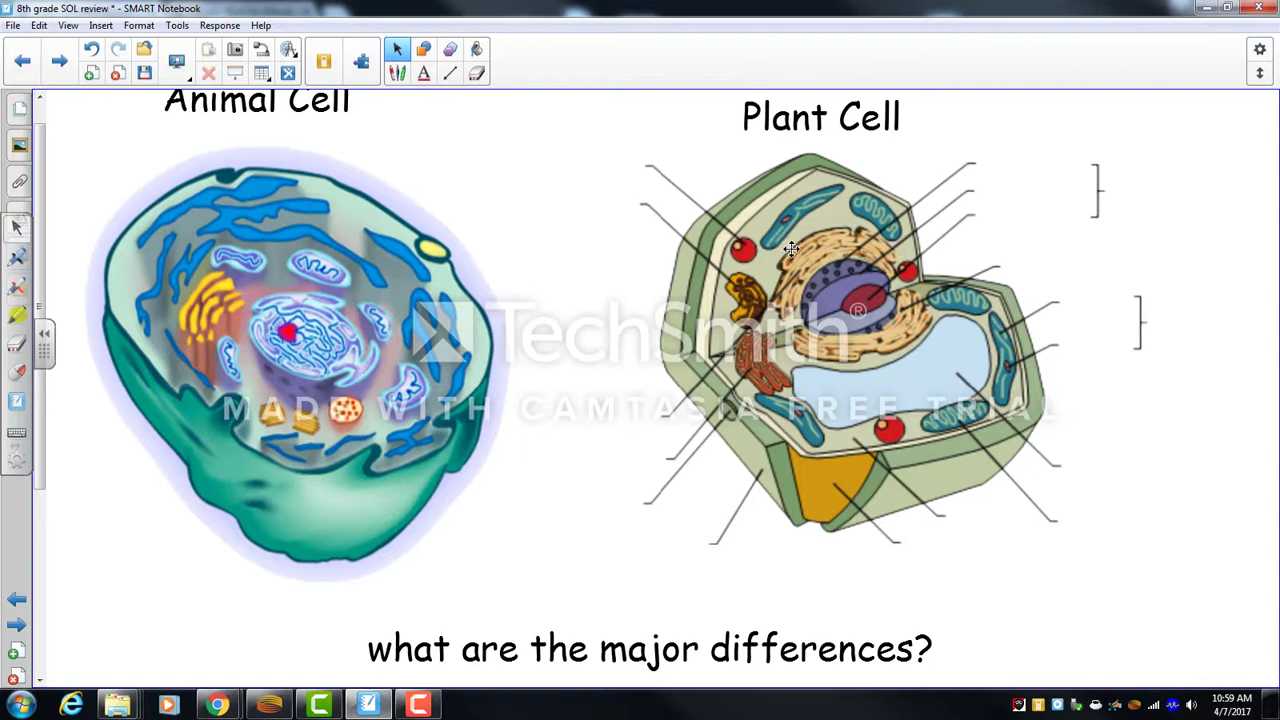 8th grade SOL review * - SMART Notebook
File Edit View Insert Format Tools Response Help
Animal Cell
Plant Cell
TechSmith®
MADE WITH CAMTASIA FREE TRIAL
what are the major differences?
10:59 AM
4/7/2017